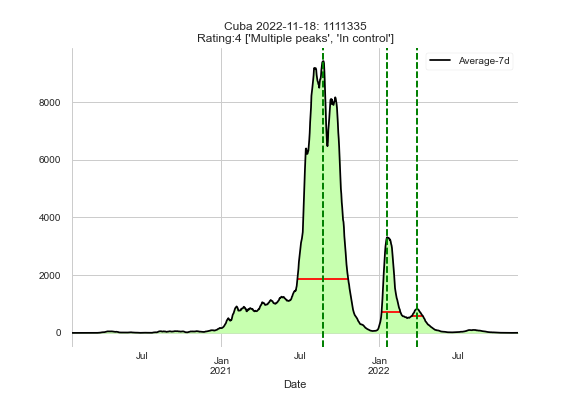 Cuba 2022-11-18: 1111335
Rating:4 ['Multiple peaks', 'In control']
Average-7d
8000
6000
4000
2000
0
Jul
Jan
2021
Jul
Jan
2022
Jul
Date